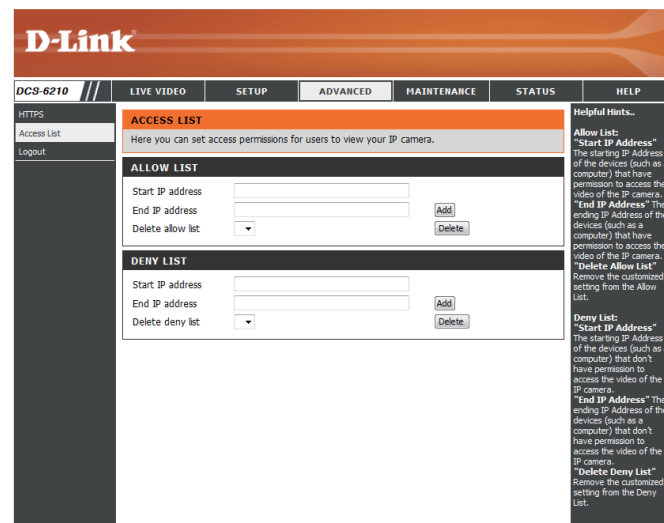 D-Link
DCS-6210
LIVE VIDEO
SETUP
ADVANCED
MAINTENANCE
STATUS
HELP
HTTPS
Access List
Logout
ACCESS LIST
Here you can set access permissions for users to view your IP camera.
ALLOW LIST
Start IP address
End IP address
Add
Delete allow list
Delete
DENY LIST
Start IP address
End IP address
Add
Delete deny list
Delete
Helpful Hints..
Allow List:
"Start IP Address"
The starting IP Address
of the devices (such as
computer) that have
permission to access the
video of the IP camera.
"End IP Address" The
ending IP Address of the
devices (such as a
computer) that have
permission to access the
video of the IP camera.
"Delete Allow List"
Remove the customized
setting from the Allow
List.
Deny List:
"Start IP Address"
The starting IP Address
of the devices (such as
computer) that don't
have permission to
access the video of the
IP camera.
"End IP Address" The
ending IP Address of the
devices (such as a
computer) that don't
have permission to
access the video of the
IP camera.
"Delete Deny List"
Remove the customized
setting from the Deny
List.